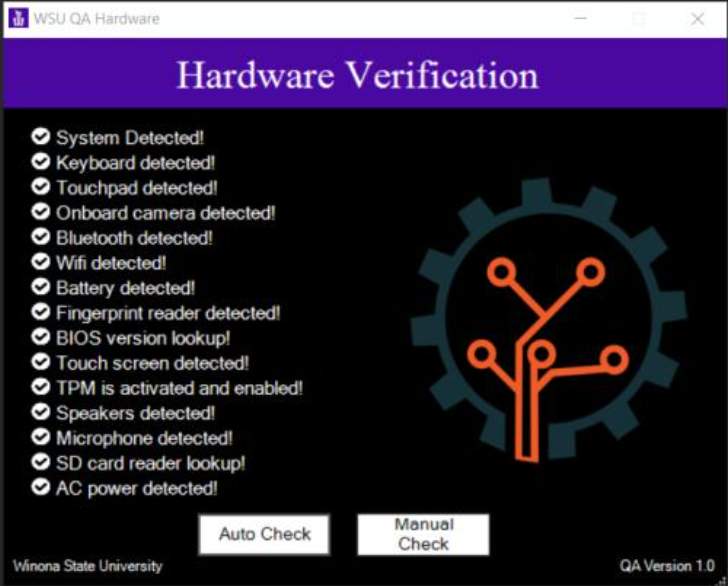 WSU QA Hardware
Hardware Verification
System Detected!
Keyboard detected!
Touchpad detected!
Onboard camera detected!
Bluetooth detected!
Wifi detected!
Battery detected!
Fingerprint reader detected!
BIOS version lookup!
Touch screen detected!
TPM is activated and enabled!
Speakers detected!
Microphone detected!
SD card reader lookup!
AC power detected!
Auto Check
Manual
Check
Winona State University
QA Version 1.0